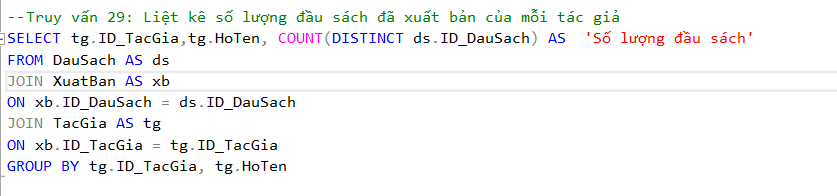 --Truy vấn 29: Liệt kê số lượng đầu sách đã xuất bản của mỗi tác giả
SELECT tg.ID_TacGia,tg.HoTen, COUNT(DISTINCT ds.ID_DauSach) AS  'Số lượng đầu sách'
FROM DauSach AS ds
JOIN XuatBan AS xb
ON xb.ID_DauSach = ds.ID_DauSach
JOIN TacGia AS tg
ON xb.ID_TacGia = tg.ID_TacGia
GROUP BY tg.ID_TacGia, tg.HoTen